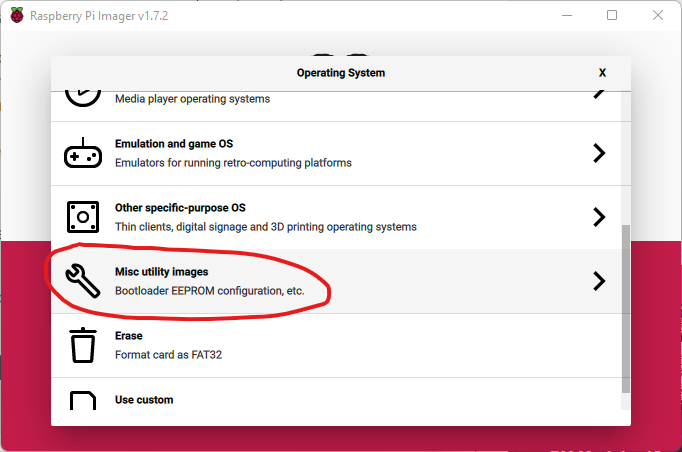 Raspberry Pi Imager v1.7.2
Operating System
X
Media player operating systems
Emulation and game OS
Emulators for running retro-computing platforms
Other specific-purpose OS
Thin clients, digital signage and 3D printing operating systems
Misc utility images
Bootloader EEPROM configuration, etc.
Erase
Format card as FAT32
Use custom